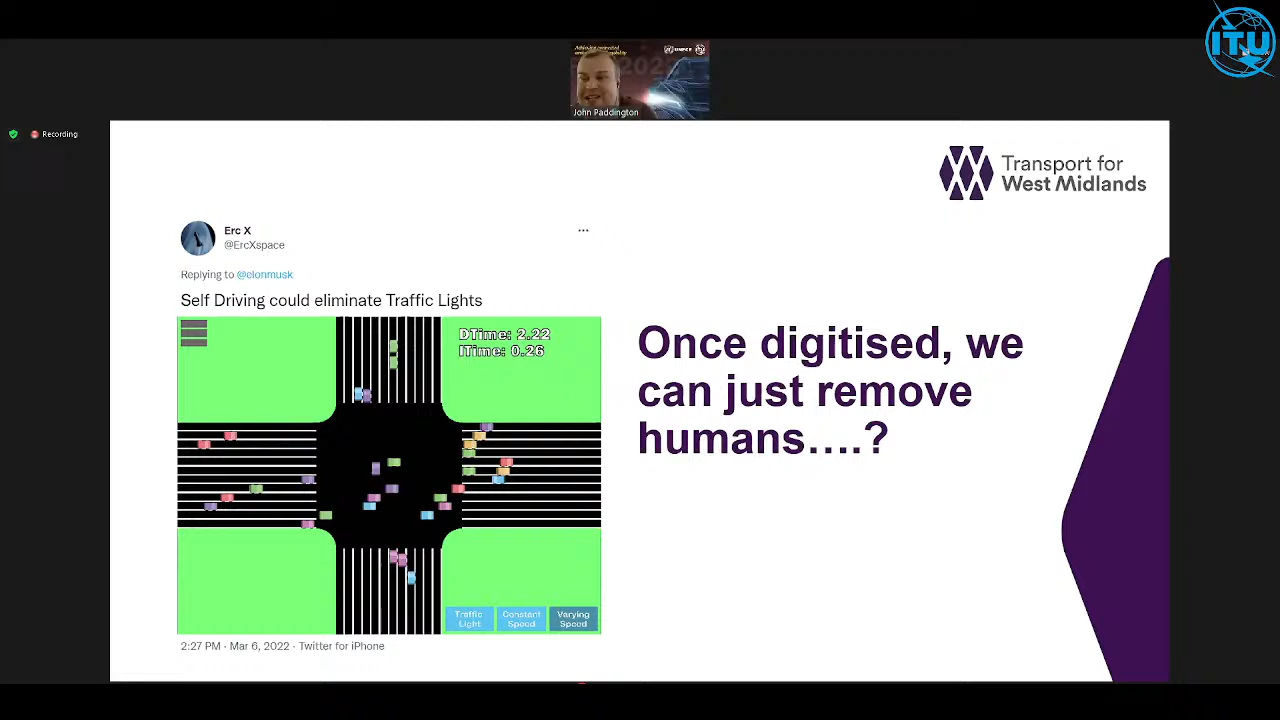 ITU
John Paddington
Recording
Transport for
West Midlands
Erc X
@ErcXspace
...
Replying to @elonmusk
Self Driving could eliminate Traffic Lights
DTime: 2.22
ITime: 0.26
Once digitised, we
can just remove
humans....?
Traffic
Light
Constant
Speed
Varying
Speed
2:27 PM · Mar 6, 2022 · Twitter for iPhone